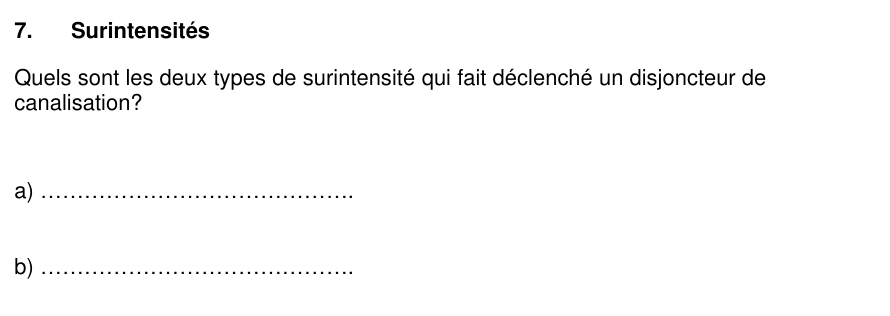 7. Surintensités
Quels sont les deux types de surintensité qui fait déclenché un disjoncteur de
canalisation?
a) …………………………………….
b) …………………………………….